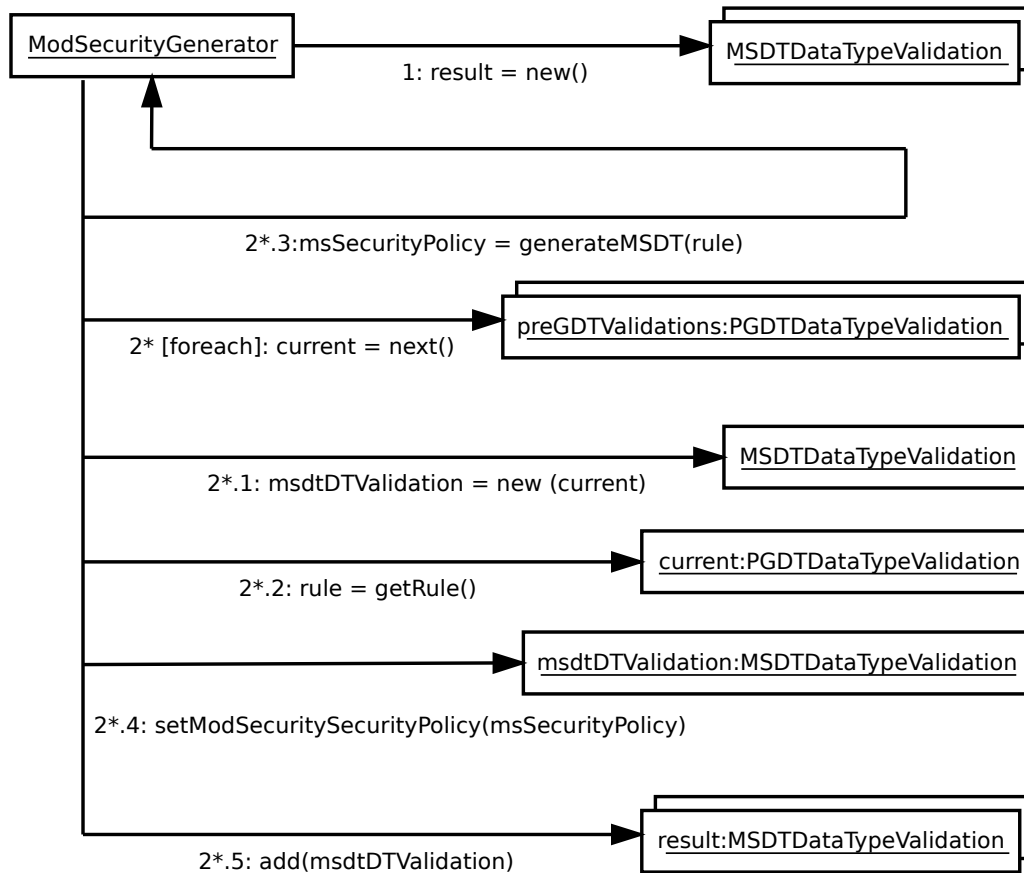 ModSecurityGenerator
MSDTDataTypeValidation
1: result = new()
2*.3:msSecurityPolicy = generateMSDT(rule)
preGDTValidations:PGDTDataTypeValidation
2* [foreach]: current = next()
MSDTDataTypeValidation
2*.1: msdtDTValidation = new (current)
current:PGDTDataTypeValidation
2*.2: rule = getRule()
msdtDTValidation:MSDTDataTypeValidation
2*.4: setModSecuritySecurityPolicy(msSecurityPolicy)
result:MSDTDataTypeValidation
2*.5: add(msdtDTValidation)